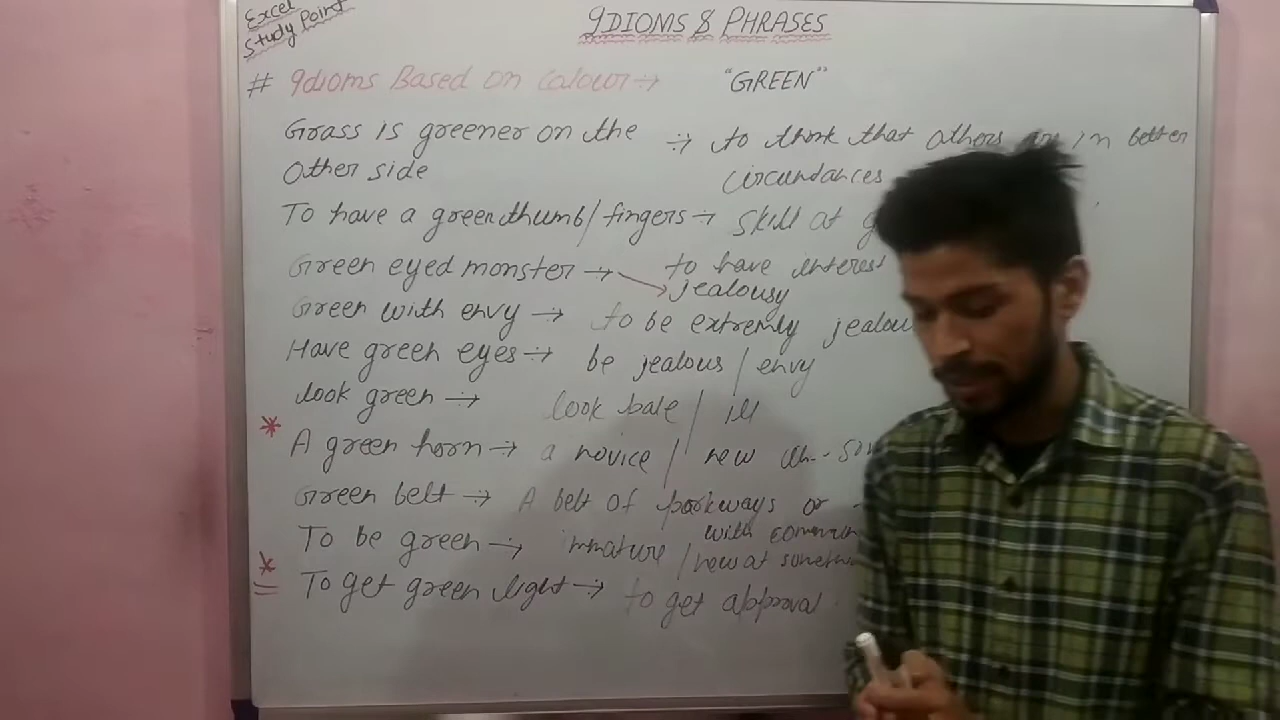 Excel
Study Point
IDIOMS & PHRASES
# Idioms Based on Colour → "GREEN"
Grass is greener on the other side → to think that others in better
circumdances
To have a green thumb/fingers → skill at
Green eyed monster → to have interest
→ jealousy
Green with envy → to be extremly jealou
Have green eyes → be jealous / envy
look green → look pale / ill
* A green horn → a novice / new
Green belt → A belt of parkways or
with
To be green → immature / new at
* To get green light → to get approval